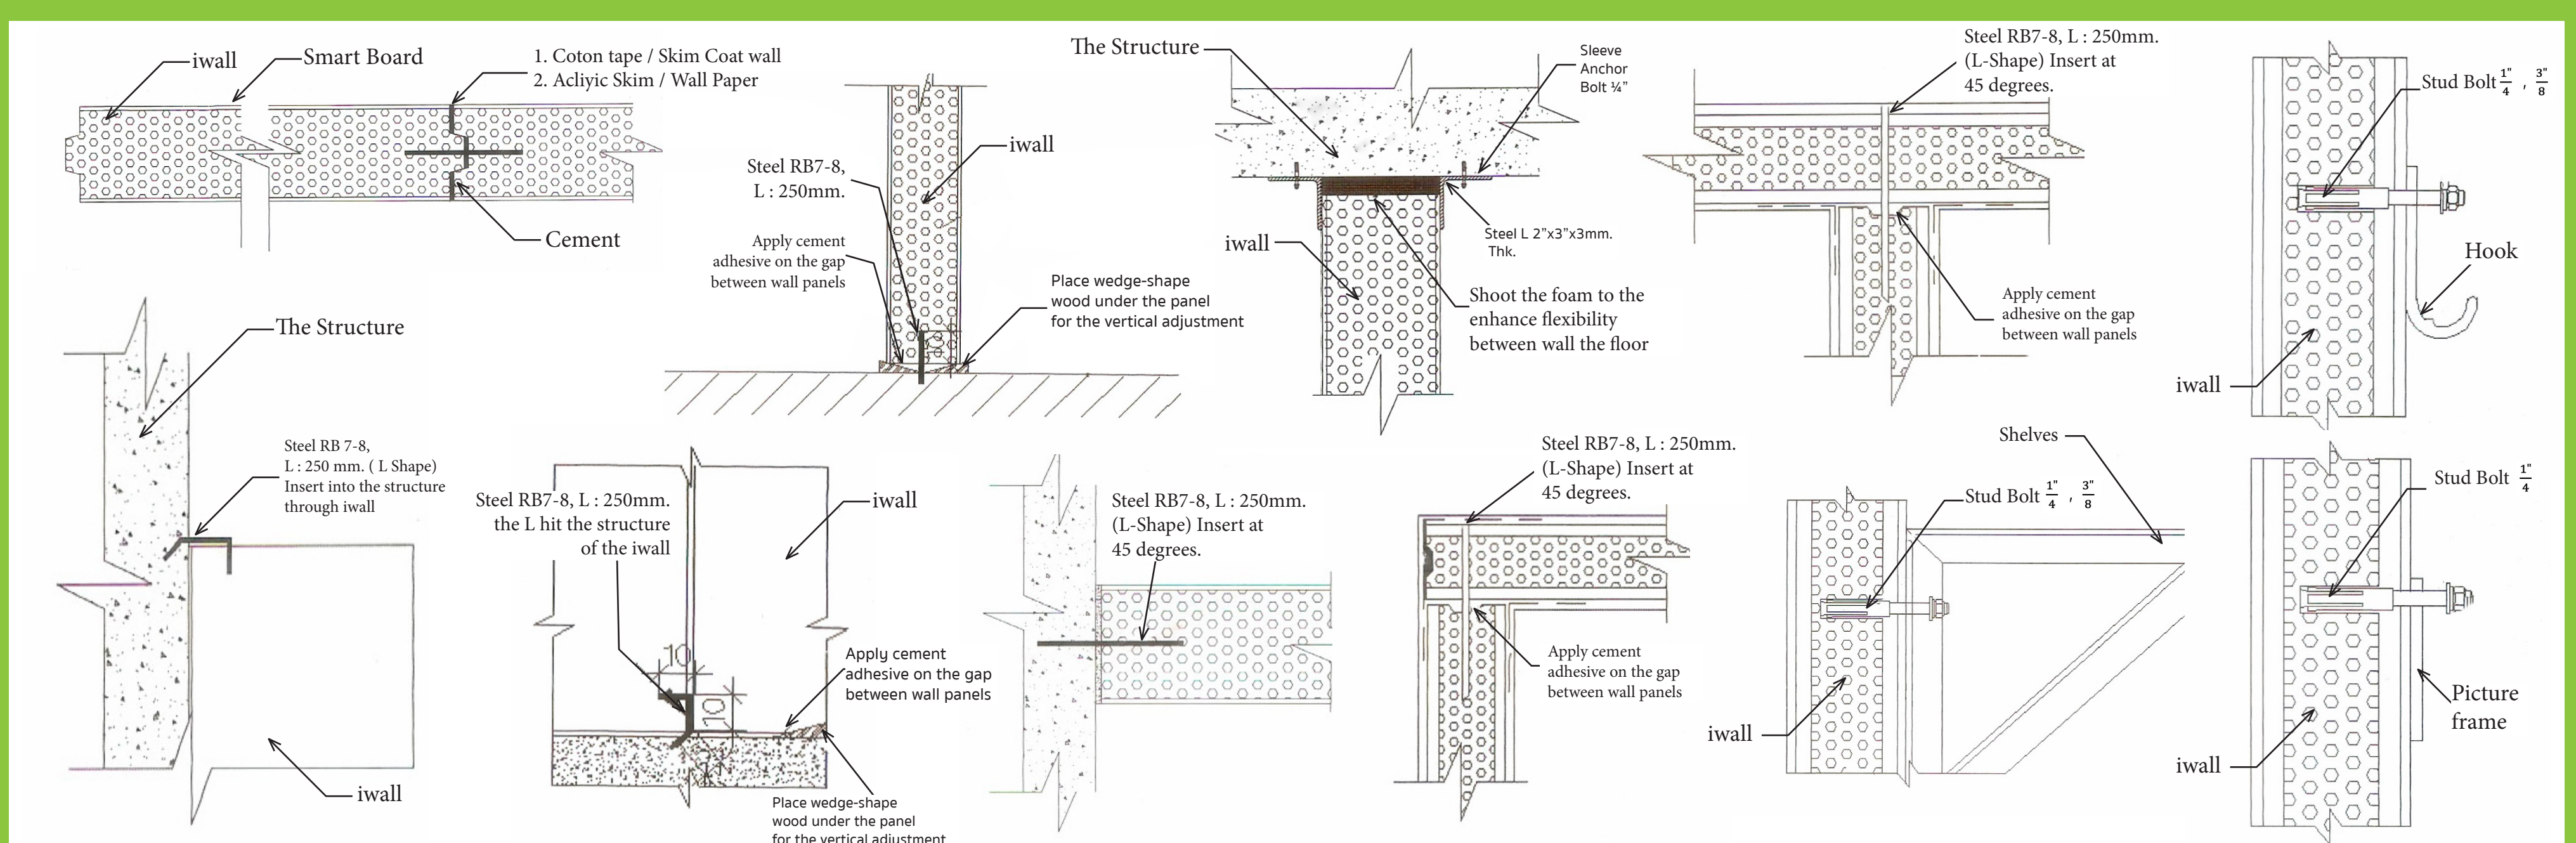 iwall
Smart Board
1. Coton tape / Skim Coat wall
2. Acliyic Skim / Wall Paper
Cement
Steel RB7-8,
L : 250mm.
Apply cement
adhesive on the gap
between wall panels
iwall
Place wedge-shape
wood under the panel
for the vertical adjustment
10
The Structure
Sleeve
Anchor
Bolt ¼”
iwall
Steel L 2”x3”x3mm.
Thk.
Shoot the foam to the
enhance flexibility
between wall the floor
Steel RB7-8, L : 250mm.
(L-Shape) Insert at
45 degrees.
Apply cement
adhesive on the gap
between wall panels
Stud Bolt 1"/4 , 3"/8
Hook
iwall
The Structure
Steel RB 7-8,
L : 250 mm. ( L Shape)
Insert into the structure
through iwall
iwall
Steel RB7-8, L : 250mm.
the L hit the structure
of the iwall
iwall
10
10
Apply cement
adhesive on the gap
between wall panels
Place wedge-shape
wood under the panel
for the vertical adjustment
Steel RB7-8, L : 250mm.
(L-Shape) Insert at
45 degrees.
Steel RB7-8, L : 250mm.
(L-Shape) Insert at
45 degrees.
Apply cement
adhesive on the gap
between wall panels
Shelves
Stud Bolt 1"/4 , 3"/8
iwall
Stud Bolt 1"/4
Picture
frame
iwall